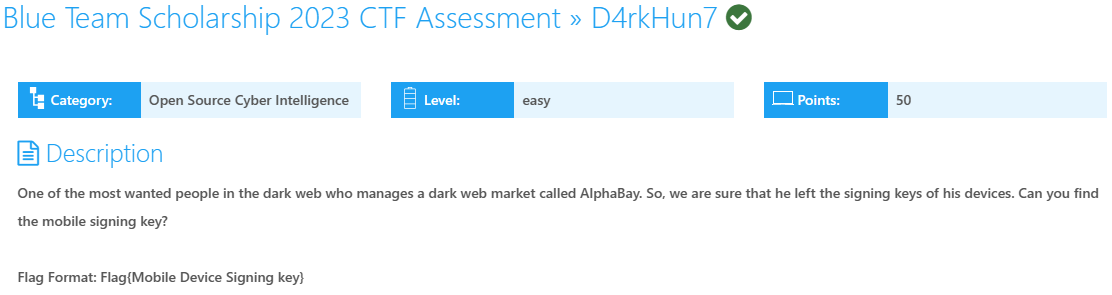 Blue Team Scholarship 2023 CTF Assessment » D4rkHun7
Category: Open Source Cyber Intelligence Level: easy Points: 50
Description
One of the most wanted people in the dark web who manages a dark web market called AlphaBay. So, we are sure that he left the signing keys of his devices. Can you find
the mobile signing key?
Flag Format: Flag{Mobile Device Signing key}